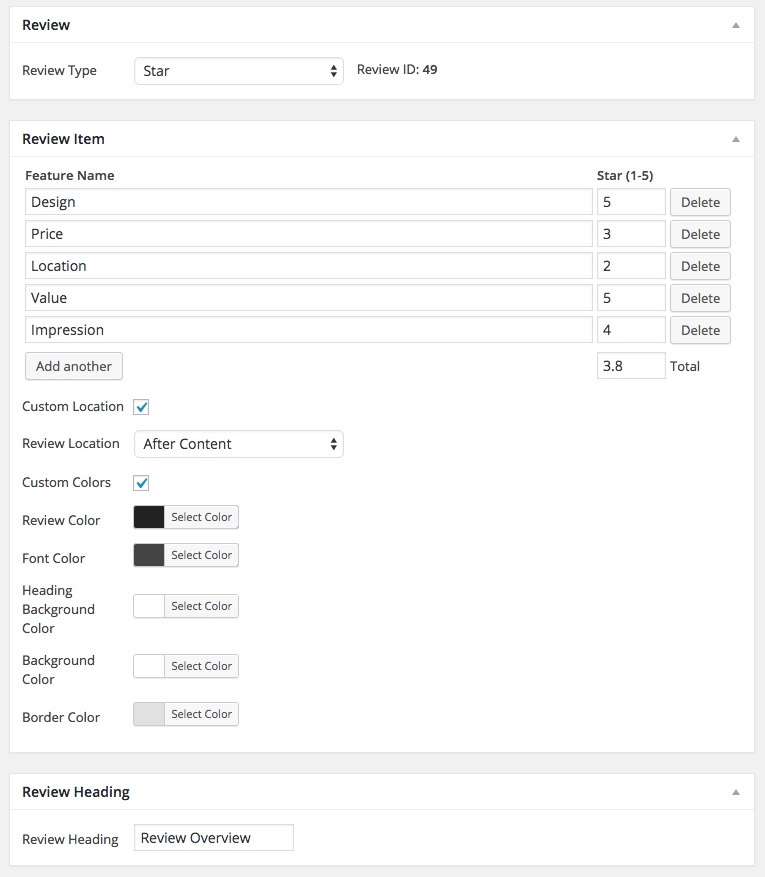 Review
Review Type Star Review ID: 49
Review Item
Feature Name Star (1-5)
Design 5 Delete
Price 3 Delete
Location 2 Delete
Value 5 Delete
Impression 4 Delete
Add another 3.8 Total
Custom Location
Review Location After Content
Custom Colors
Review Color Select Color
Font Color Select Color
Heading
Background
Color
Select Color
Background
Color
Select Color
Border Color Select Color
Review Heading
Review Heading Review Overview